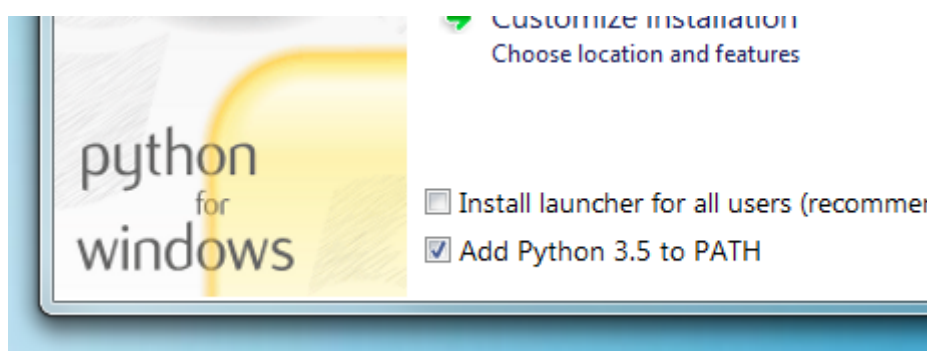 Customize installation
Choose location and features
python
for
windows
Install launcher for all users
Add Python 3.5 to PATH